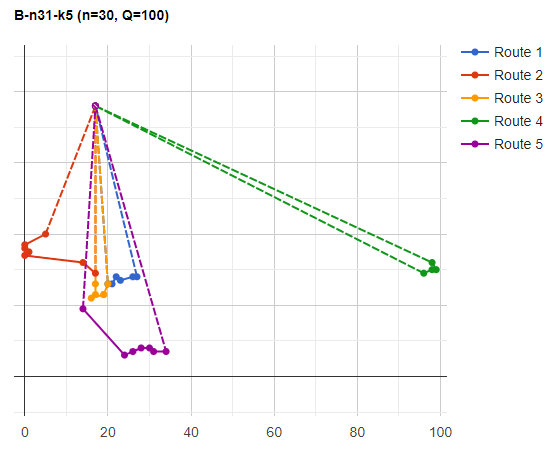 B-n31-k5 (n=30, Q=100)
Route 1
Route 2
Route 3
Route 4
Route 5
0 20 40 60 80 100